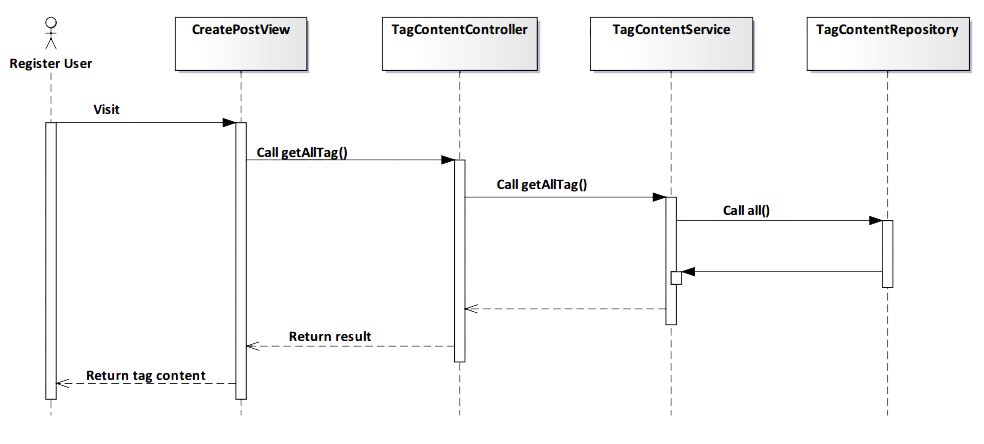 CreatePostView
TagContentController
TagContentService
TagContentRepository
Register User
Visit
Call getAllTag()
Call getAllTag()
Call all()
Return result
Return tag content